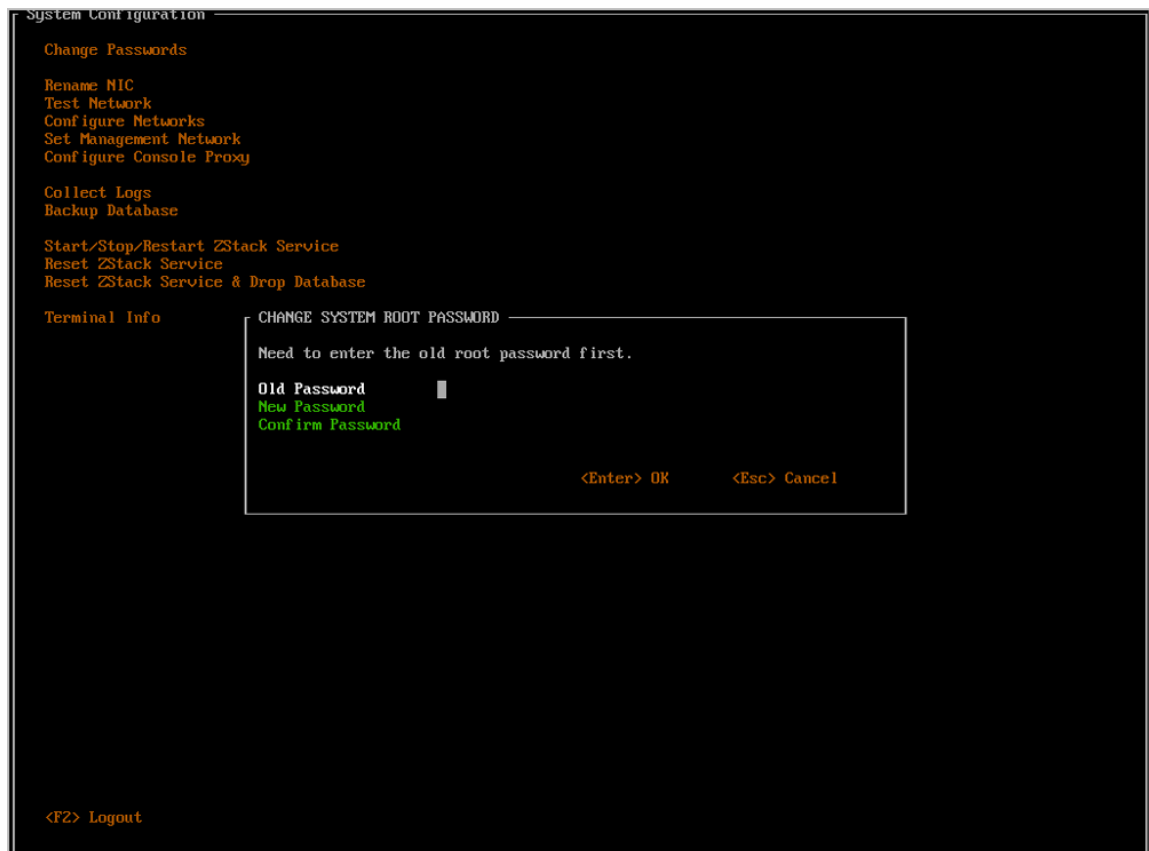 System Configuration
Change Passwords
Rename NIC
Test Network
Configure Networks
Set Management Network
Configure Console Proxy
Collect Logs
Backup Database
Start/Stop/Restart ZStack Service
Reset ZStack Service
Reset ZStack Service & Drop Database
Terminal Info
CHANGE SYSTEM ROOT PASSWORD
Need to enter the old root password first.
Old Password
New Password
Confirm Password
<Enter> OK <Esc> Cancel
<F2> Logout